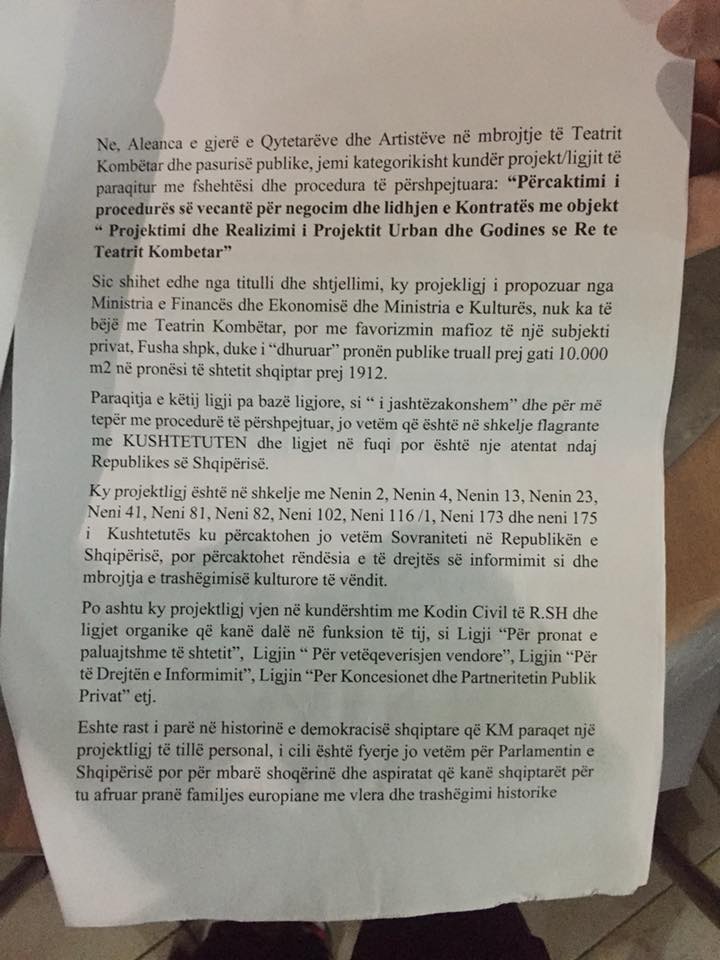 Ne, Aleanca e gjerë e Qytetarëve dhe Artistëve në mbrojtje të Teatrit
Kombëtar dhe pasurisë publike, jemi kategorikisht kundër projekt/ligjit të
paraqitur me fshehtësi dhe procedura të përshpejtuara: “Përcaktimi i
procedurës së vecantë për negocim dhe lidhjen e Kontratës me objekt
“ Projektimi dhe Realizimi i Projektit Urban dhe Godines se Re te
Teatrit Kombetar”
Sic shihet edhe nga titulli dhe shtjellimi, ky projekligj i propozuar nga
Ministria e Financës dhe Ekonomisë dhe Ministria e Kulturës, nuk ka të
bëjë me Teatrin Kombëtar, por me favorizmin mafioz të një subjekti
privat, Fusha shpk, duke i “dhuruar” pronën publike truall prej gati 10.000
m2 në pronësi të shtetit shqiptar prej 1912.
Paraqitja e këtij ligji pa bazë ligjore, si “ i jashtëzakonshem” dhe për më
tepër me procedurë të përshpejtuar, jo vetëm që është në shkelje flagrante
me KUSHTETUTEN dhe ligjet në fuqi por është nje atentat ndaj
Republikes së Shqipërisë.
Ky projektligj është në shkelje me Nenin 2, Nenin 4, Nenin 13, Nenin 23,
Neni 41, Neni 81, Neni 82, Neni 102, Neni 116 /1, Neni 173 dhe neni 175
i Kushtetutës ku përcaktohen jo vetëm Sovraniteti në Republikën e
Shqipërisë, por përcaktohet rëndësia e të drejtës së informimit si dhe
mbrojtja e trashëgimisë kulturore të vëndit.
Po ashtu ky projektligj vjen në kundërshtim me Kodin Civil të R.SH dhe
ligjet organike që kanë dalë në funksion të tij, si Ligji “Për pronat e
paluajtshme të shtetit”, Ligjin “ Për vetëqeverisjen vendore”, Ligjin “Për
të Drejtën e Informimit”, Ligjin “Per Koncesionet dhe Partneritetin Publik
Privat” etj.
Eshte rast i parë në historinë e demokracisë shqiptare që KM paraqet një
projektligj të tillë personal, i cili është fyerje jo vetëm për Parlamentin e
Shqipërisë por për mbarë shoqërinë dhe aspiratat që kanë shqiptarët për
tu afruar pranë familjes europiane me vlera dhe trashëgimi historike